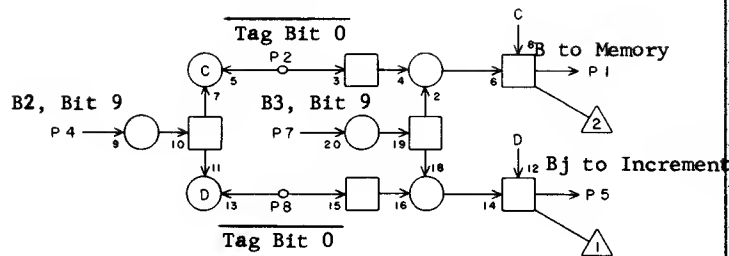 Tag Bit 0
C
P2
8
B to Memory
C
5
3
4
6
P1
7
2
2
B2, Bit 9
B3, Bit 9
P4
9
10
P7
20
19
11
18
D
12
Bj to Increment
D
13
P8
15
16
14
P5
Tag Bit 0
1